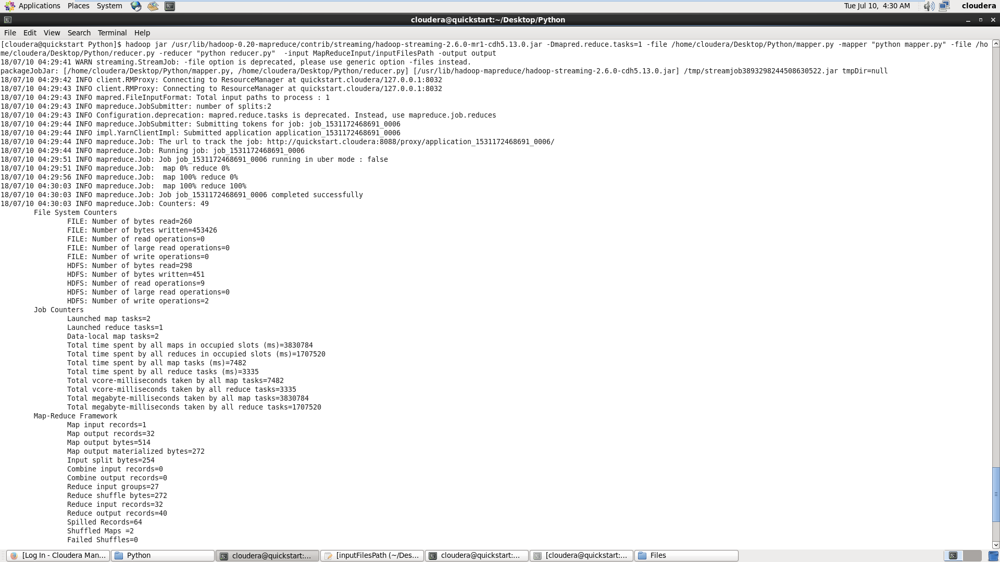 Applications Places System Tue Jul 10, 4:30 AM cloudera
cloudera@quickstart:~/Desktop/Python
File Edit View Search Terminal Help
[cloudera@quickstart Python]$ hadoop jar /usr/lib/hadoop-0.20-mapreduce/contrib/streaming/hadoop-streaming-2.6.0-mr1-cdh5.13.0.jar -Dmapred.reduce.tasks=1 -file /home/cloudera/Desktop/Python/mapper.py -mapper "python mapper.py" -file /ho
me/cloudera/Desktop/Python/reducer.py -reducer "python reducer.py"  -input MapReduceInput/inputFilesPath -output output
18/07/10 04:29:41 WARN streaming.StreamJob: -file option is deprecated, please use generic option -files instead.
packageJobJar: [/home/cloudera/Desktop/Python/mapper.py, /home/cloudera/Desktop/Python/reducer.py] [/usr/lib/hadoop-mapreduce/hadoop-streaming-2.6.0-cdh5.13.0.jar] /tmp/streamjob3893298244508630522.jar tmpDir=null
18/07/10 04:29:42 INFO client.RMProxy: Connecting to ResourceManager at quickstart.cloudera/127.0.0.1:8032
18/07/10 04:29:43 INFO client.RMProxy: Connecting to ResourceManager at quickstart.cloudera/127.0.0.1:8032
18/07/10 04:29:43 INFO mapred.FileInputFormat: Total input paths to process : 1
18/07/10 04:29:43 INFO mapreduce.JobSubmitter: number of splits:2
18/07/10 04:29:43 INFO Configuration.deprecation: mapred.reduce.tasks is deprecated. Instead, use mapreduce.job.reduces
18/07/10 04:29:44 INFO mapreduce.JobSubmitter: Submitting tokens for job: job_1531172468691_0006
18/07/10 04:29:44 INFO impl.YarnClientImpl: Submitted application application_1531172468691_0006
18/07/10 04:29:44 INFO mapreduce.Job: The url to track the job: http://quickstart.cloudera:8088/proxy/application_1531172468691_0006/
18/07/10 04:29:44 INFO mapreduce.Job: Running job: job_1531172468691_0006
18/07/10 04:29:51 INFO mapreduce.Job: Job job_1531172468691_0006 running in uber mode : false
18/07/10 04:29:51 INFO mapreduce.Job:  map 0% reduce 0%
18/07/10 04:29:56 INFO mapreduce.Job:  map 100% reduce 0%
18/07/10 04:30:03 INFO mapreduce.Job:  map 100% reduce 100%
18/07/10 04:30:03 INFO mapreduce.Job: Job job_1531172468691_0006 completed successfully
18/07/10 04:30:03 INFO mapreduce.Job: Counters: 49
File System Counters
FILE: Number of bytes read=260
FILE: Number of bytes written=453426
FILE: Number of read operations=0
FILE: Number of large read operations=0
FILE: Number of write operations=0
HDFS: Number of bytes read=298
HDFS: Number of bytes written=451
HDFS: Number of read operations=9
HDFS: Number of large read operations=0
HDFS: Number of write operations=2
Job Counters
Launched map tasks=2
Launched reduce tasks=1
Data-local map tasks=2
Total time spent by all maps in occupied slots (ms)=3830784
Total time spent by all reduces in occupied slots (ms)=1707520
Total time spent by all map tasks (ms)=7482
Total time spent by all reduce tasks (ms)=3335
Total vcore-milliseconds taken by all map tasks=7482
Total vcore-milliseconds taken by all reduce tasks=3335
Total megabyte-milliseconds taken by all map tasks=3830784
Total megabyte-milliseconds taken by all reduce tasks=1707520
Map-Reduce Framework
Map input records=1
Map output records=32
Map output bytes=514
Map output materialized bytes=272
Input split bytes=254
Combine input records=0
Combine output records=0
Reduce input groups=27
Reduce shuffle bytes=272
Reduce input records=32
Reduce output records=40
Spilled Records=64
Shuffled Maps =2
Failed Shuffles=0
[Log In - Cloudera Man... Python cloudera@quickstart:... [inputFilesPath (~/Des... cloudera@quickstart:... [cloudera@quickstart:... Files